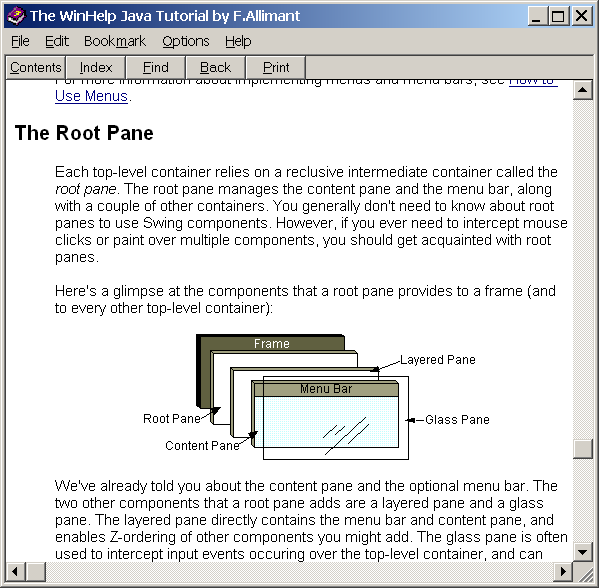 The WinHelp Java Tutorial by F.Allimant
File Edit Bookmark Options Help
Contents Index Find Back Print
For more information about implementing menus and menu bars, see How to
Use Menus.
The Root Pane
Each top-level container relies on a reclusive intermediate container called the
root pane. The root pane manages the content pane and the menu bar, along
with a couple of other containers. You generally don't need to know about root
panes to use Swing components. However, if you ever need to intercept mouse
clicks or paint over multiple components, you should get acquainted with root
panes.
Here's a glimpse at the components that a root pane provides to a frame (and
to every other top-level container):
Frame
Layered Pane
Menu Bar
Root Pane
Glass Pane
Content Pane
We've already told you about the content pane and the optional menu bar. The
two other components that a root pane adds are a layered pane and a glass
pane. The layered pane directly contains the menu bar and content pane, and
enables Z-ordering of other components you might add. The glass pane is often
used to intercept input events occuring over the top-level container, and can